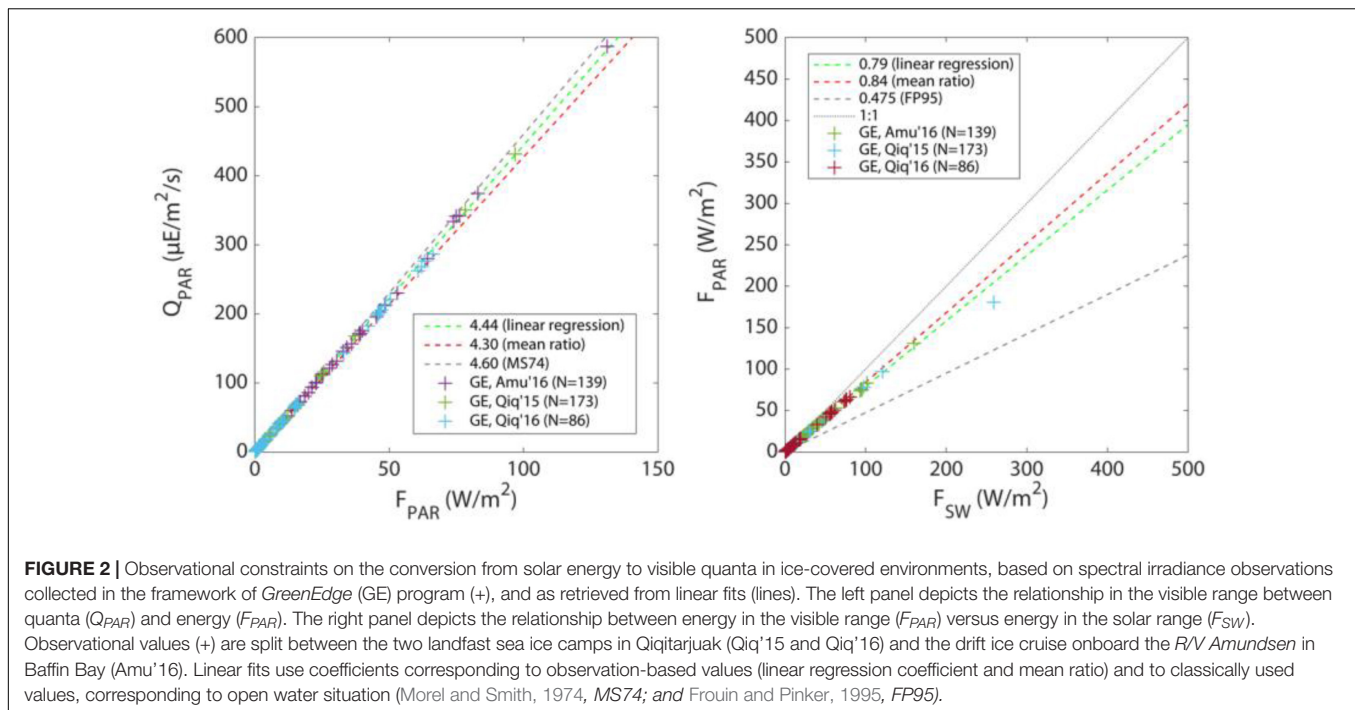 600
500
400
300
200
100
0
Q_PAR (μE/m²/s)
0 50 100 150
F_PAR (W/m²)
4.44 (linear regression)
4.30 (mean ratio)
4.60 (MS74)
GE, Amu'16 (N=139)
GE, Qiq'15 (N=173)
GE, Qiq'16 (N=86)
500
450
400
350
300
250
200
150
100
50
0
F_PAR (W/m²)
0 100 200 300 400 500
F_SW (W/m²)
0.79 (linear regression)
0.84 (mean ratio)
0.475 (FP95)
1:1
GE, Amu'16 (N=139)
GE, Qiq'15 (N=173)
GE, Qiq'16 (N=86)
FIGURE 2 | Observational constraints on the conversion from solar energy to visible quanta in ice-covered environments, based on spectral irradiance observations
collected in the framework of GreenEdge (GE) program (+), and as retrieved from linear fits (lines). The left panel depicts the relationship in the visible range between
quanta (Q_PAR) and energy (F_PAR). The right panel depicts the relationship between energy in the visible range (F_PAR) versus energy in the solar range (F_SW).
Observational values (+) are split between the two landfast sea ice camps in Qiqitarjuak (Qiq'15 and Qiq'16) and the drift ice cruise onboard the R/V Amundsen in
Baffin Bay (Amu'16). Linear fits use coefficients corresponding to observation-based values (linear regression coefficient and mean ratio) and to classically used
values, corresponding to open water situation (Morel and Smith, 1974, MS74; and Frouin and Pinker, 1995, FP95).